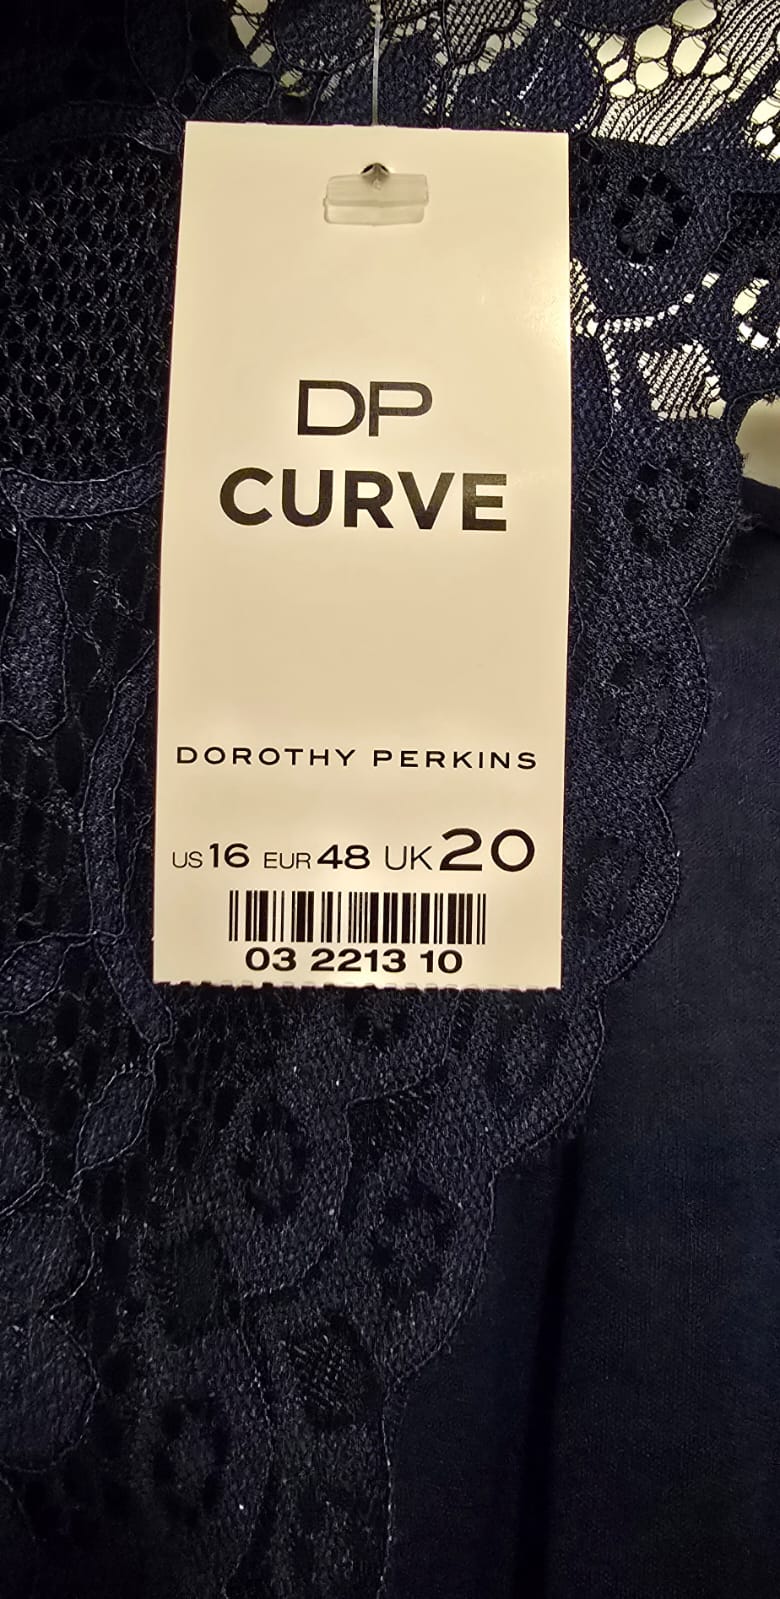 DP
CURVE
DOROTHY PERKINS
US 16 EUR 48 UK 20
03 2213 10